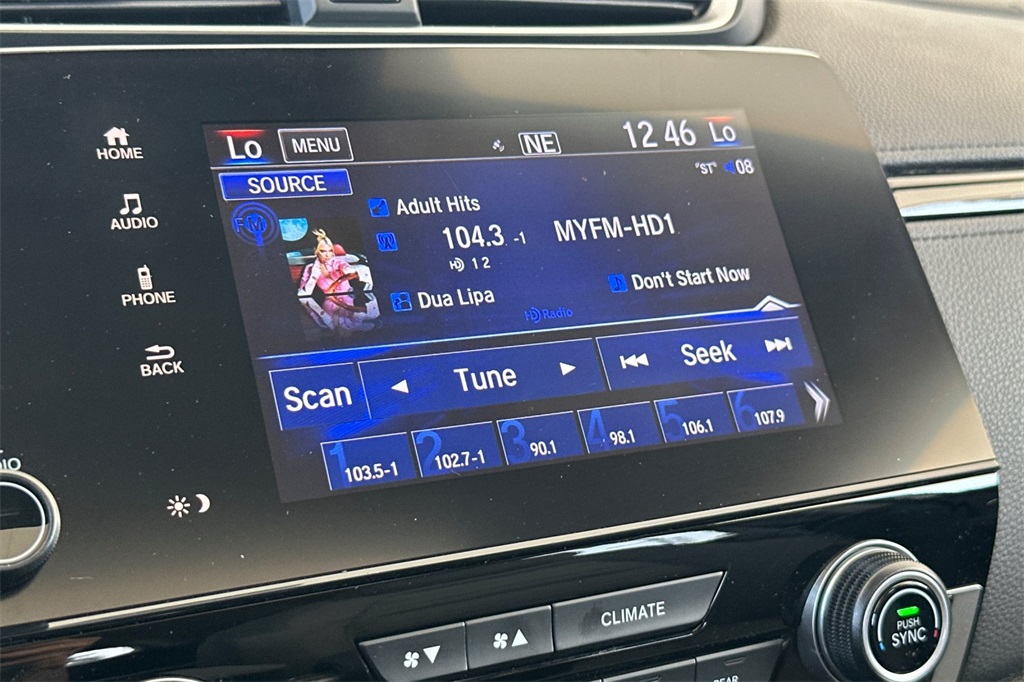 Lo MENU NE 12 46 Lo
"ST" 08
SOURCE
FM
Adult Hits
104.3 -1 MYFM-HD1
HD 1 2
Dua Lipa Don't Start Now
HD Radio
Scan Tune Seek
1 103.5-1 2 102.7-1 3 90.1 4 98.1 5 106.1 6 107.9
HOME
AUDIO
PHONE
BACK
CLIMATE
PUSH
SYNC
REAR